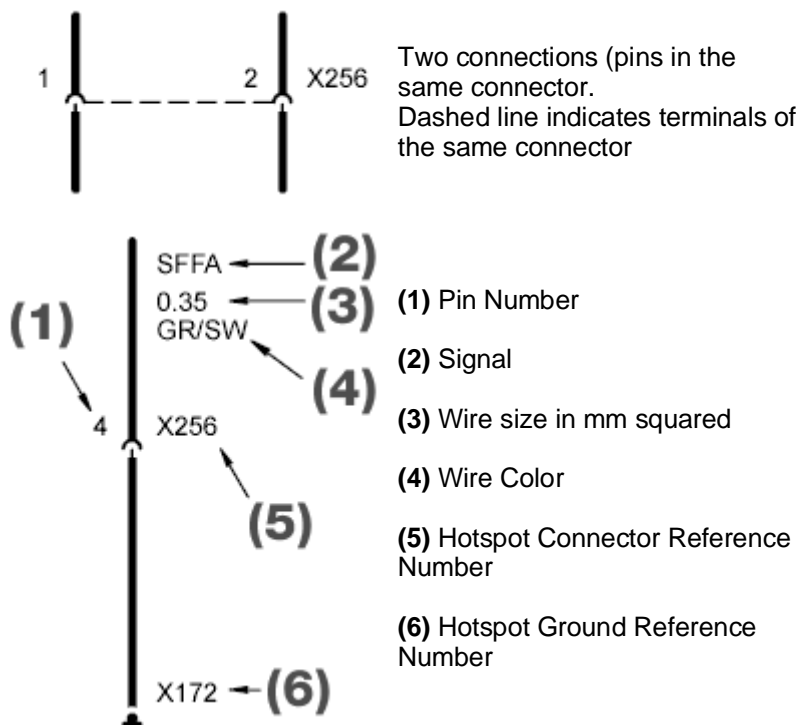 1
2
X256
Two connections (pins in the
same connector.
Dashed line indicates terminals of
the same connector
SFFA
(2)
0.35
(3)
GR/SW
(1)
(4)
4
X256
(5)
X172
(6)
(1) Pin Number
(2) Signal
(3) Wire size in mm squared
(4) Wire Color
(5) Hotspot Connector Reference
Number
(6) Hotspot Ground Reference
Number